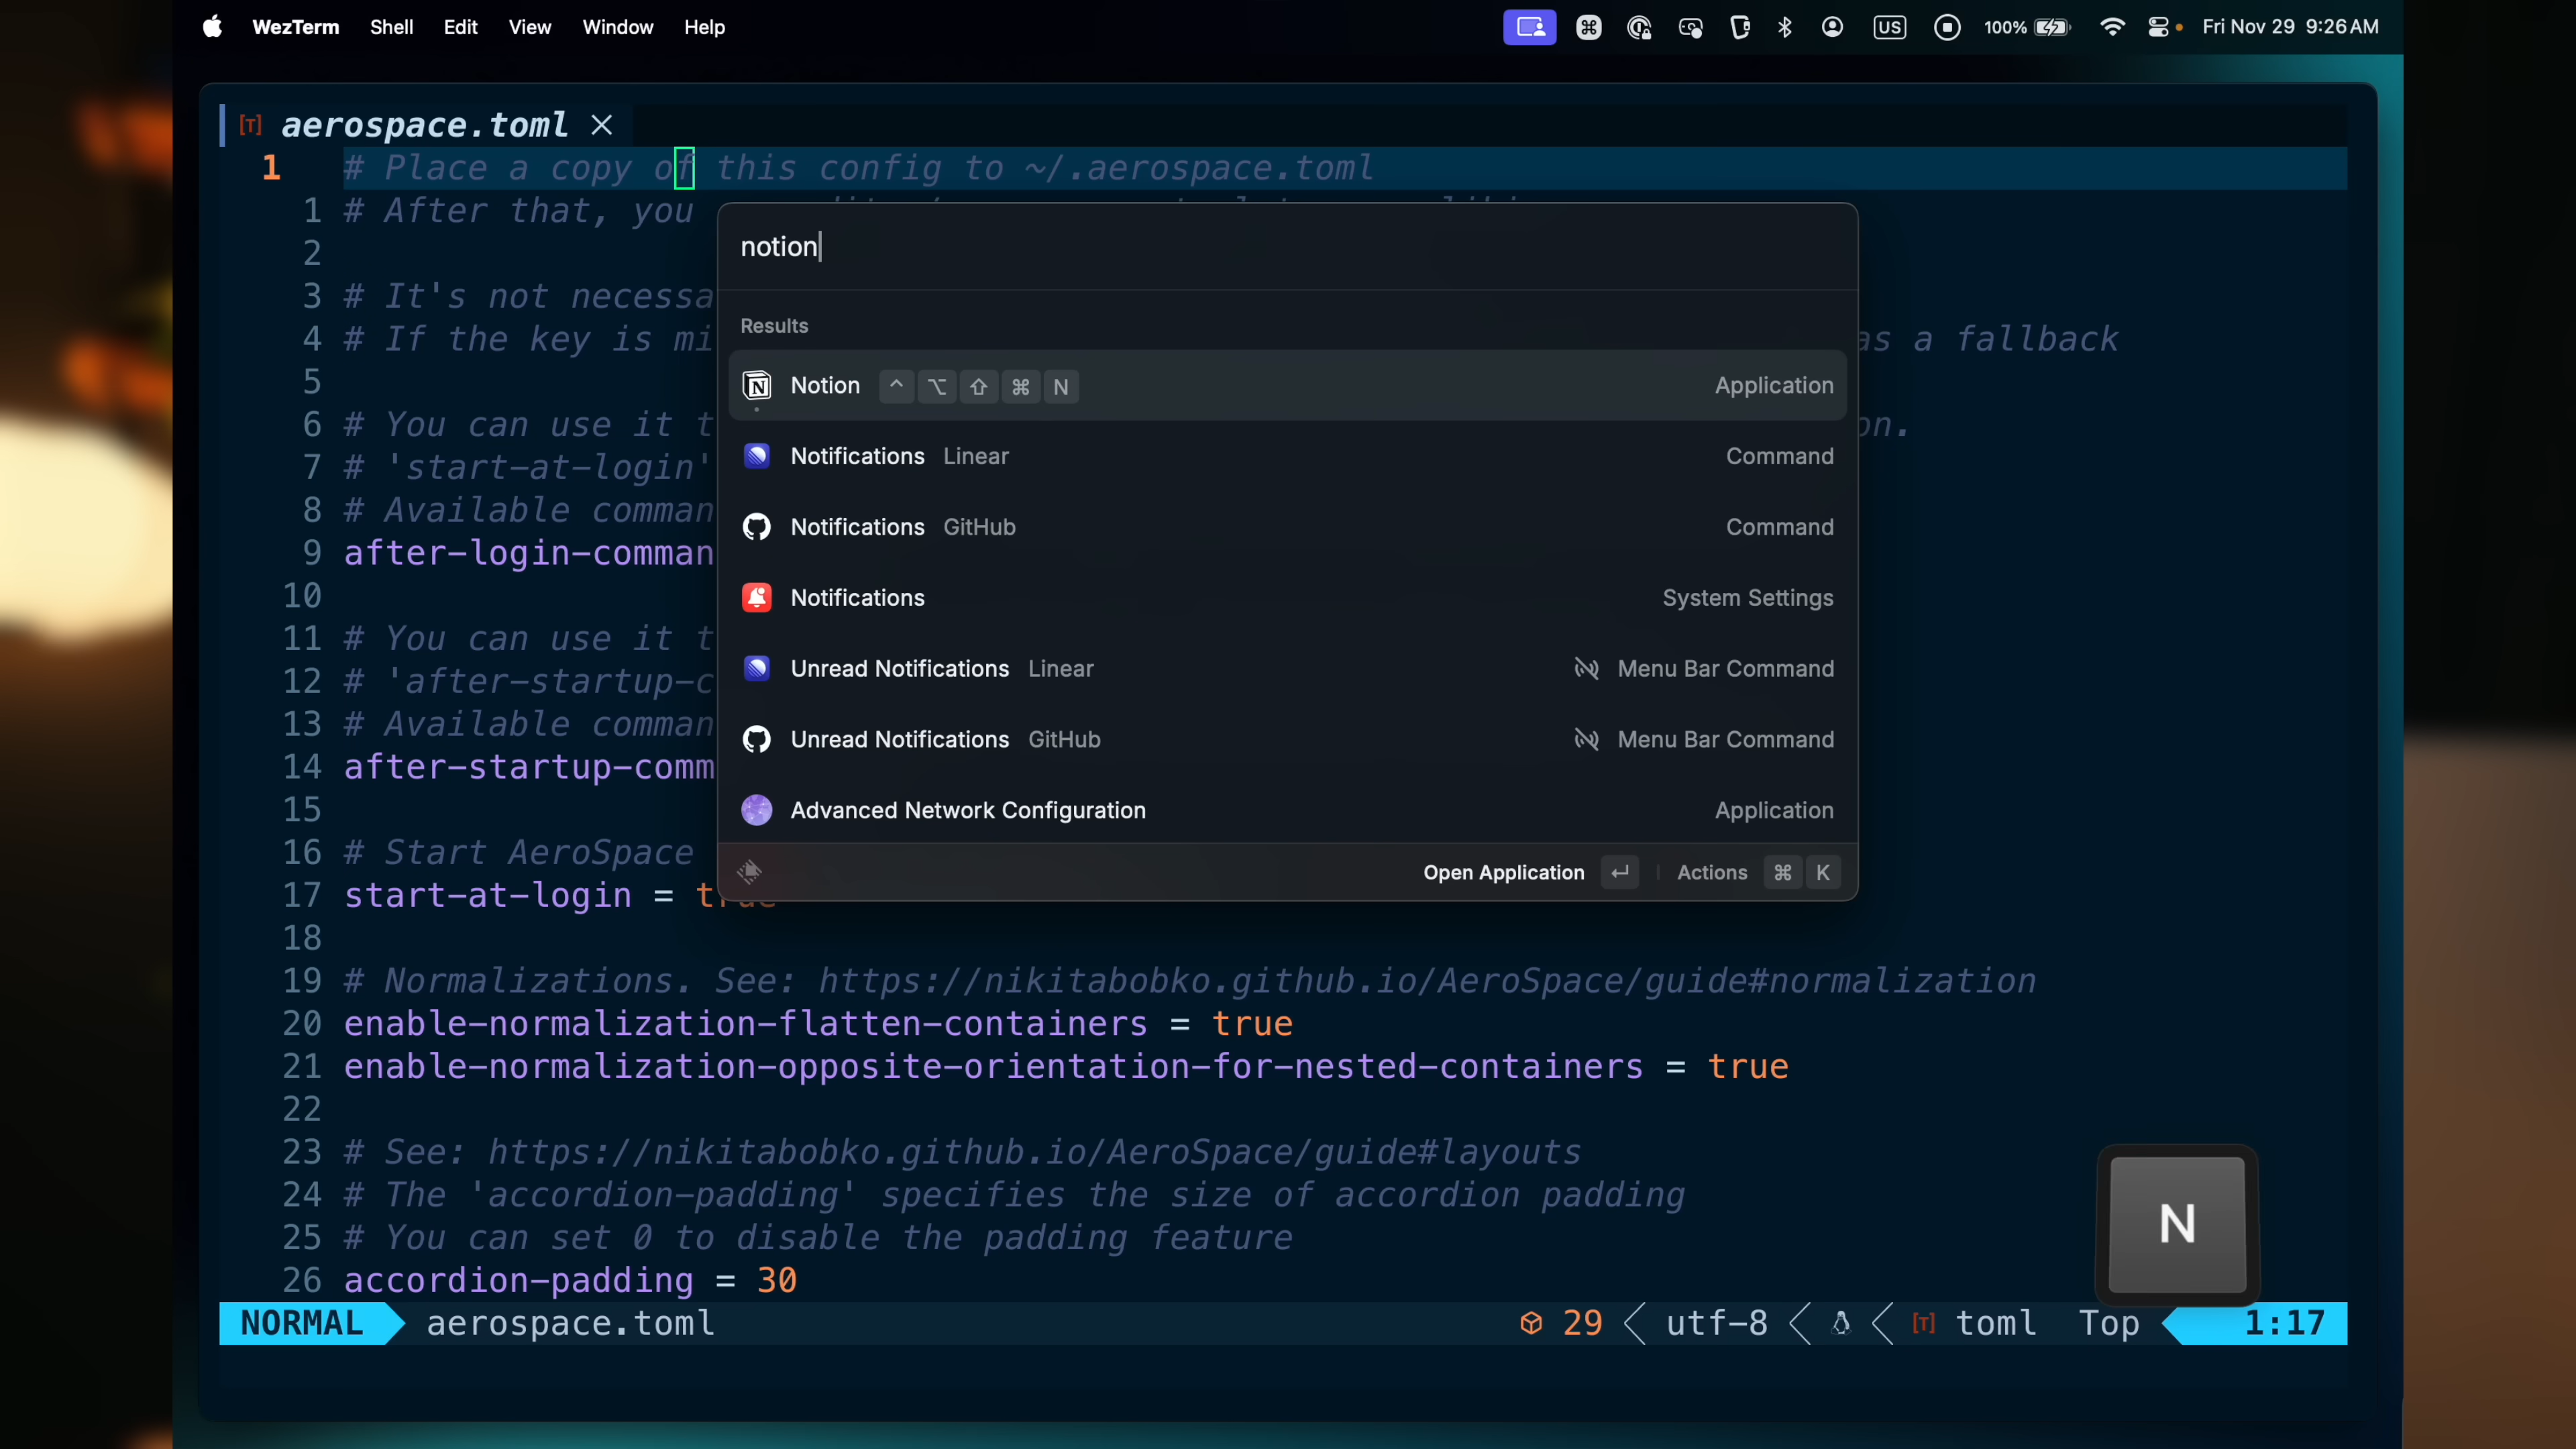 WezTerm Shell Edit View Window Help US 100% Fri Nov 29 9:26 AM
[T] aerospace.toml
1 # Place a copy of this config to ~/.aerospace.toml
1 # After that, you
2
3 # It's not necessa
4 # If the key is mi as a fallback
5
6 # You can use it t on.
7 # 'start-at-login'
8 # Available comman
9 after-login-comman
10
11 # You can use it t
12 # 'after-startup-c
13 # Available comman
14 after-startup-comm
15
16 # Start AeroSpace
17 start-at-login = true
18
19 # Normalizations. See: https://nikitabobko.github.io/AeroSpace/guide#normalization
20 enable-normalization-flatten-containers = true
21 enable-normalization-opposite-orientation-for-nested-containers = true
22
23 # See: https://nikitabobko.github.io/AeroSpace/guide#layouts
24 # The 'accordion-padding' specifies the size of accordion padding
25 # You can set 0 to disable the padding feature
26 accordion-padding = 30
notion
Results
Notion ^ ⌥ ⇧ ⌘ N Application
Notifications Linear Command
Notifications GitHub Command
Notifications System Settings
Unread Notifications Linear Menu Bar Command
Unread Notifications GitHub Menu Bar Command
Advanced Network Configuration Application
Open Application ↵ Actions ⌘ K
N
NORMAL aerospace.toml 29 utf-8 [T] toml Top 1:17